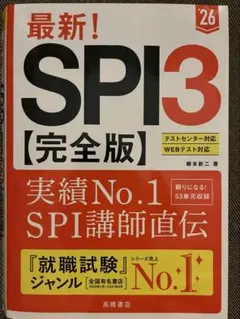 '26
最新!
SPI3
【完全版】
テストセンター対応
WEBテスト対応
柳本新二 著
実績No.1
SPI講師直伝
頼りになる!
53単元収録
『就職試験』
ジャンル
全国有名書店
シリーズ売上
No.1
高橋書店